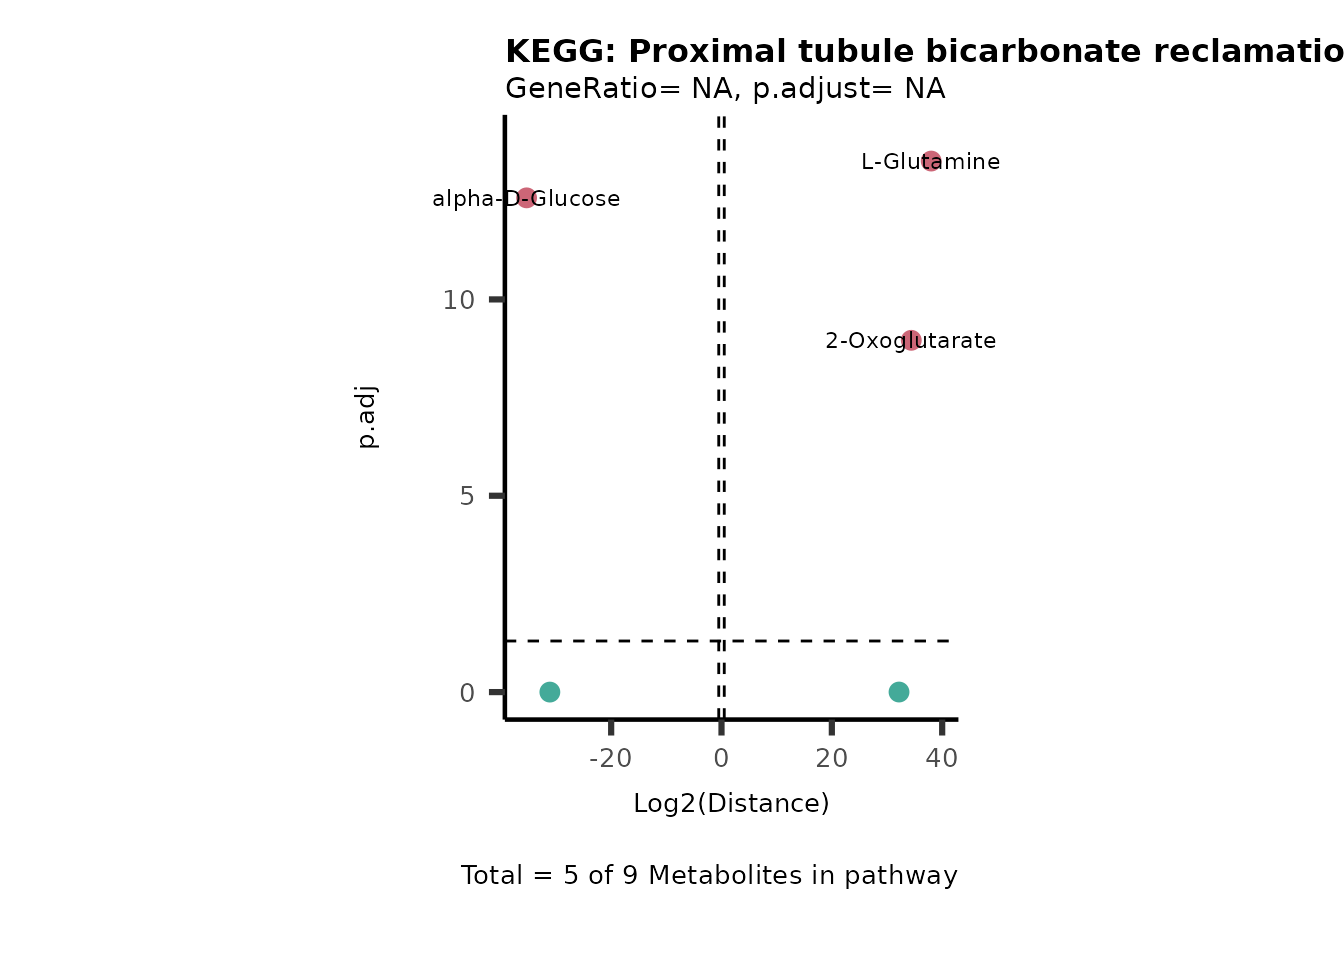 KEGG: Proximal tubule bicarbonate reclamatio
GeneRatio= NA, p.adjust= NA
L-Glutamine
alpha-D-Glucose
10
2-Oxoglutarate
p.adj
5
0
-20 0 20 40
Log2(Distance)
Total = 5 of 9 Metabolites in pathway